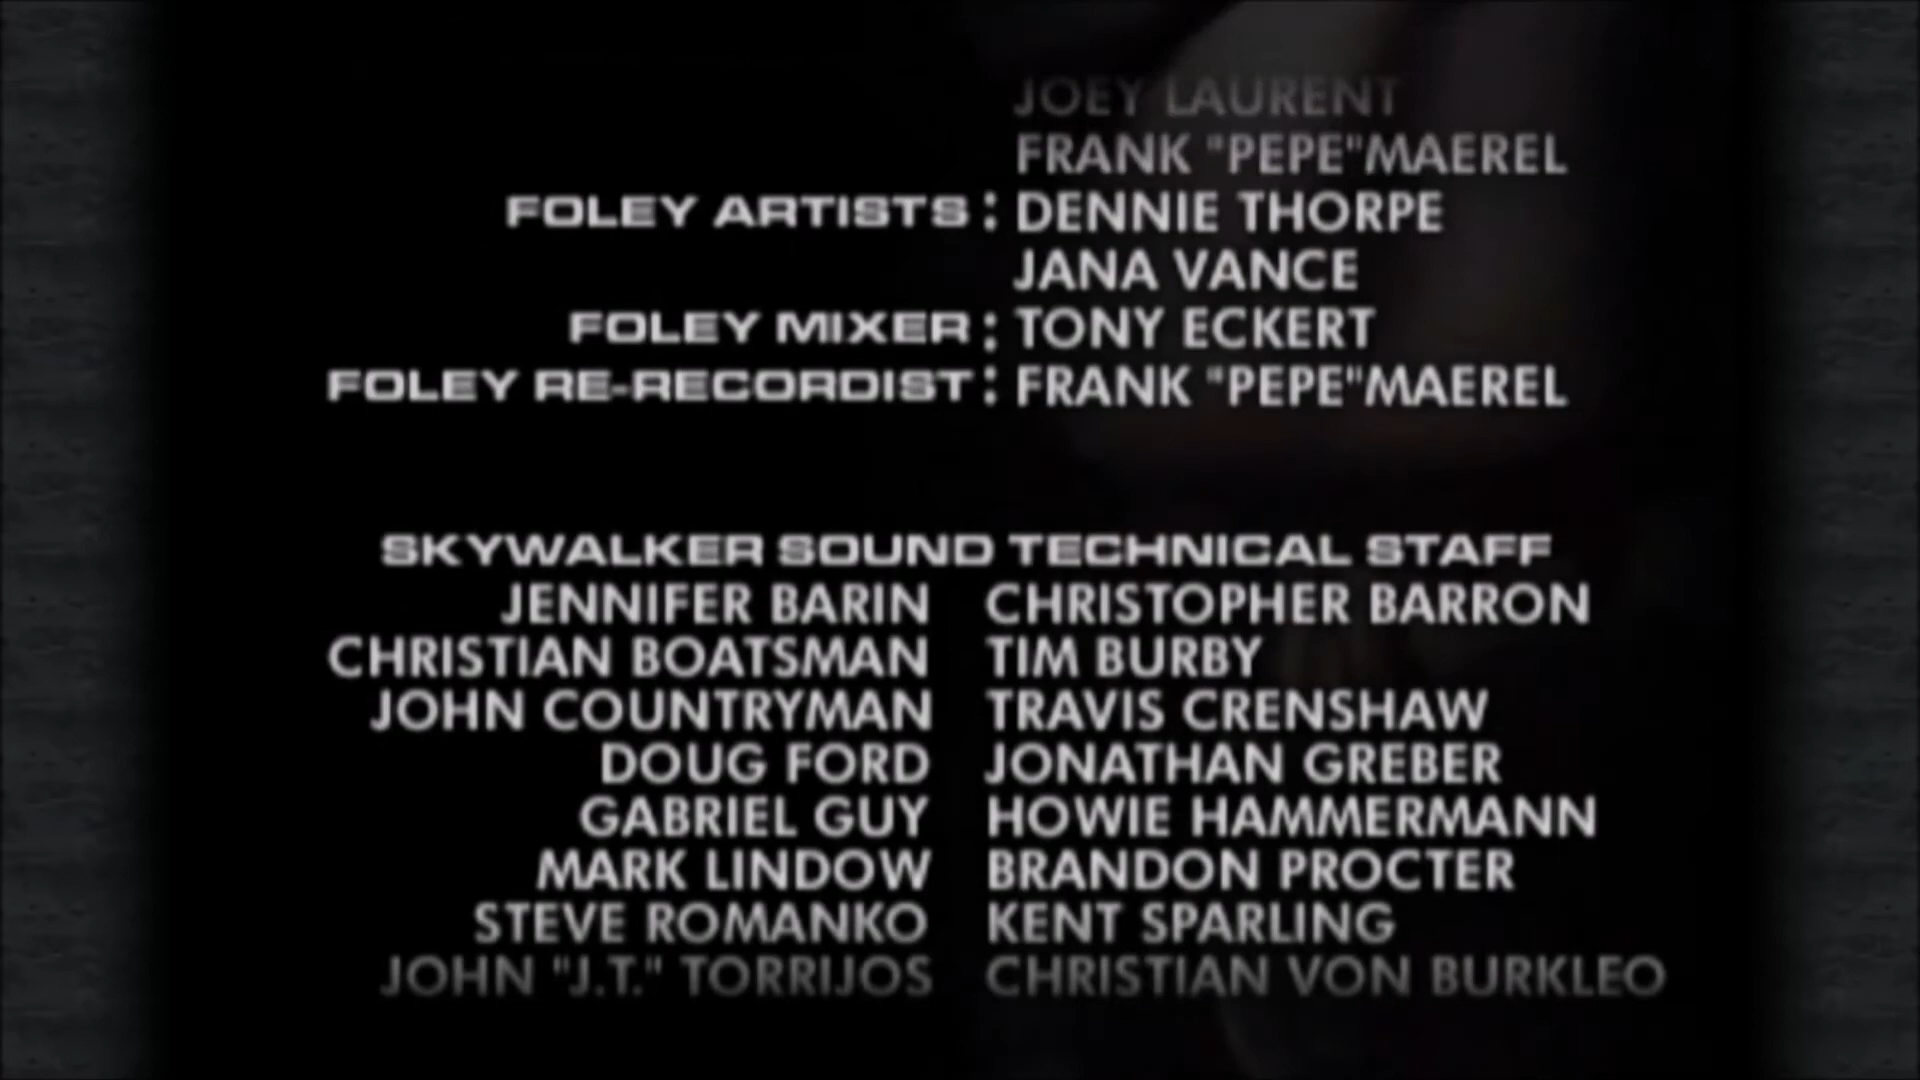 JOEY LAURENT
FRANK "PEPE"MAEREL
FOLEY ARTISTS : DENNIE THORPE
JANA VANCE
FOLEY MIXER : TONY ECKERT
FOLEY RE-RECORDIST : FRANK "PEPE"MAEREL
SKYWALKER SOUND TECHNICAL STAFF
JENNIFER BARIN CHRISTOPHER BARRON
CHRISTIAN BOATSMAN TIM BURBY
JOHN COUNTRYMAN TRAVIS CRENSHAW
DOUG FORD JONATHAN GREBER
GABRIEL GUY HOWIE HAMMERMANN
MARK LINDOW BRANDON PROCTER
STEVE ROMANKO KENT SPARLING
JOHN "J.T." TORRIJOS CHRISTIAN VON BURKLEO